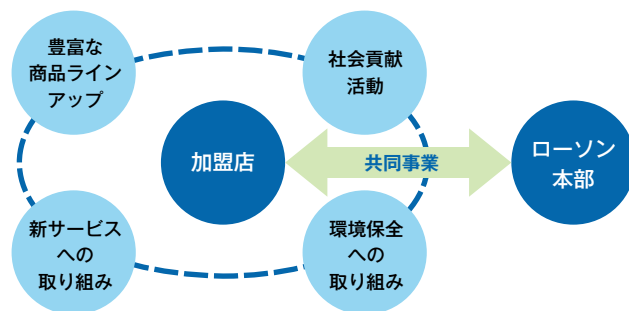 豊富な
商品ライン
アップ
社会貢献
活動
加盟店
共同事業
ローソン
本部
新サービス
への
取り組み
環境保全
への
取り組み